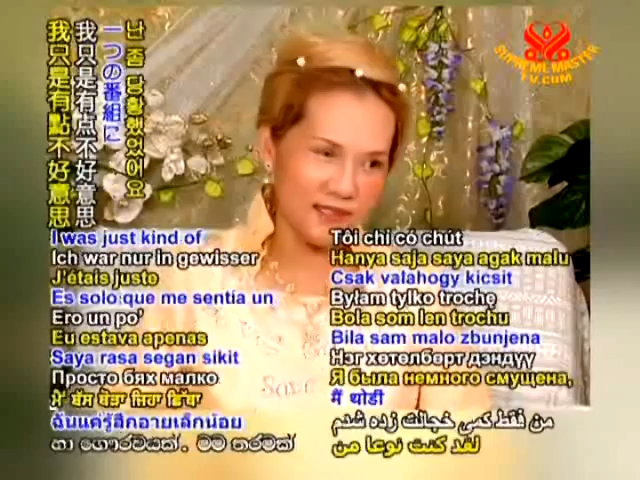 SUPREME MASTER
TV.COM
난 좀 당황했었어요
一つの番組に
我只是有点不好意思
我只是有點不好意思
I was just kind of
Ich war nur in gewisser
J'étais juste
Es solo que me sentía un
Ero un po'
Eu estava apenas
Saya rasa segan sikit
Просто бях малко
ਮੈਂ ਬੱਸ ਥੋੜਾ ਜਿਹਾ ਛਿੱਥਾ
ฉันแค่รู้สึกอายเล็กน้อย
හා ගෞරවයක්. මම තරමක්
Tôi chỉ có chút
Hanya saja saya agak malu
Csak valahogy kicsit
Byłam tylko trochę
Bola som len trochu
Bila sam malo zbunjena
Нэг хөтөлбөрт дэндүү
Я была немного смущена,
मैं थोडी
من فقط کمی خجالت زده شدم
لقد كنت نوعا من